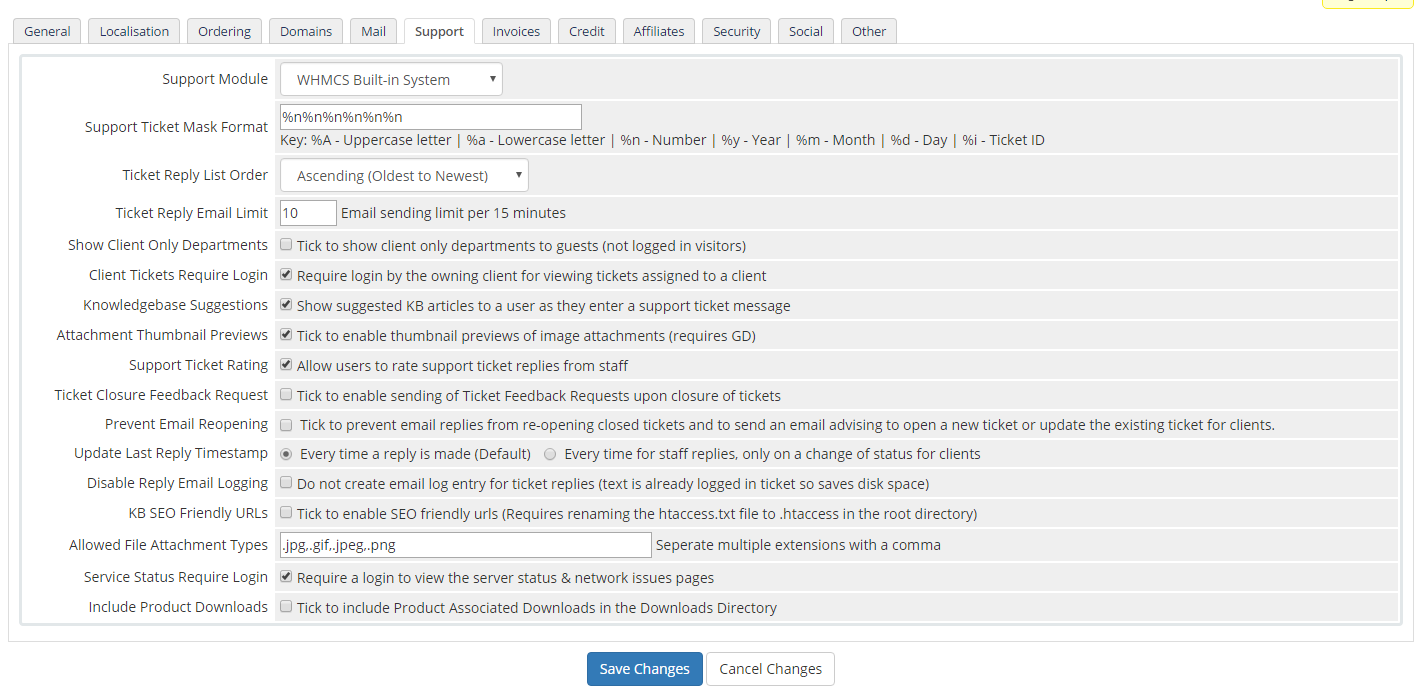 General Localisation Ordering Domains Mail Support Invoices Credit Affiliates Security Social Other
Support Module WHMCS Built-in System
Support Ticket Mask Format %n%n%n%n%n%n
Key: %A - Uppercase letter | %a - Lowercase letter | %n - Number | %y - Year | %m - Month | %d - Day | %i - Ticket ID
Ticket Reply List Order Ascending (Oldest to Newest)
Ticket Reply Email Limit 10 Email sending limit per 15 minutes
Show Client Only Departments Tick to show client only departments to guests (not logged in visitors)
Client Tickets Require Login Require login by the owning client for viewing tickets assigned to a client
Knowledgebase Suggestions Show suggested KB articles to a user as they enter a support ticket message
Attachment Thumbnail Previews Tick to enable thumbnail previews of image attachments (requires GD)
Support Ticket Rating Allow users to rate support ticket replies from staff
Ticket Closure Feedback Request Tick to enable sending of Ticket Feedback Requests upon closure of tickets
Prevent Email Reopening Tick to prevent email replies from re-opening closed tickets and to send an email advising to open a new ticket or update the existing ticket for clients.
Update Last Reply Timestamp Every time a reply is made (Default) Every time for staff replies, only on a change of status for clients
Disable Reply Email Logging Do not create email log entry for ticket replies (text is already logged in ticket so saves disk space)
KB SEO Friendly URLs Tick to enable SEO friendly urls (Requires renaming the htaccess.txt file to .htaccess in the root directory)
Allowed File Attachment Types .jpg,.gif,.jpeg,.png Seperate multiple extensions with a comma
Service Status Require Login Require a login to view the server status & network issues pages
Include Product Downloads Tick to include Product Associated Downloads in the Downloads Directory
Save Changes Cancel Changes